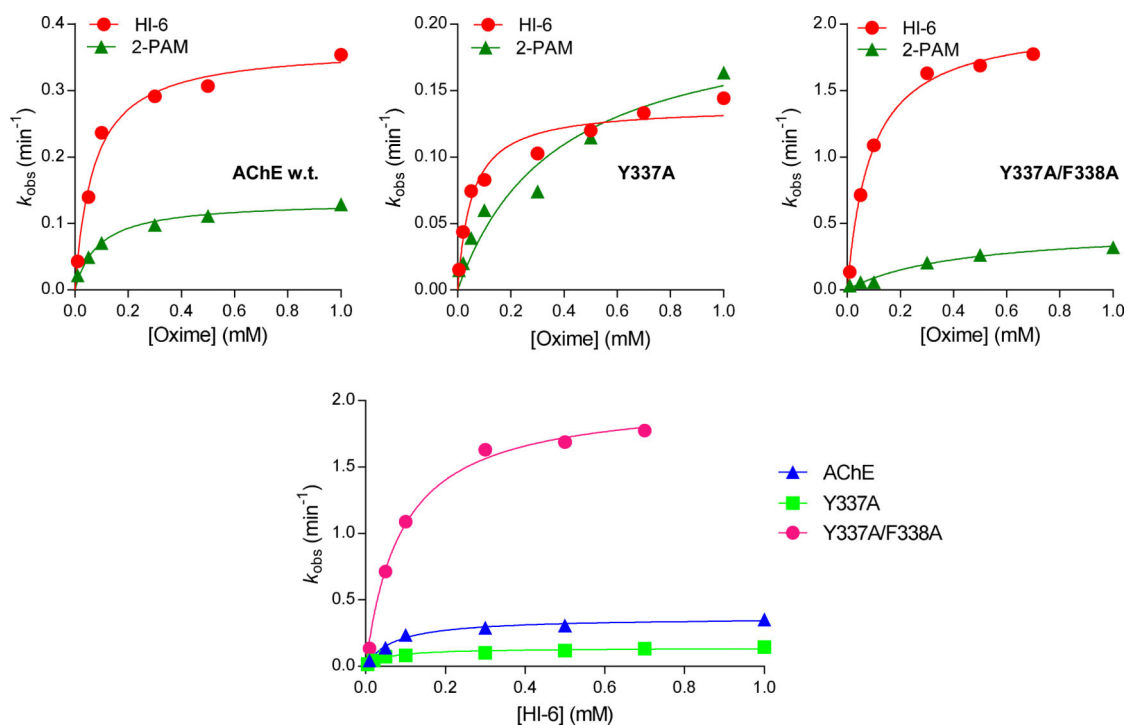 HI-6
2-PAM
AChE w.t.
k_obs (min⁻¹)
0.4
0.3
0.2
0.1
0.0
0.0 0.2 0.4 0.6 0.8 1.0
[Oxime] (mM)
HI-6
2-PAM
Y337A
k_obs (min⁻¹)
0.20
0.15
0.10
0.05
0.00
0.0 0.2 0.4 0.6 0.8 1.0
[Oxime] (mM)
HI-6
2-PAM
Y337A/F338A
k_obs (min⁻¹)
2.0
1.5
1.0
0.5
0.0
0.0 0.2 0.4 0.6 0.8 1.0
[Oxime] (mM)
k_obs (min⁻¹)
2.0
1.5
1.0
0.5
0.0
0.0 0.2 0.4 0.6 0.8 1.0
[HI-6] (mM)
AChE
Y337A
Y337A/F338A